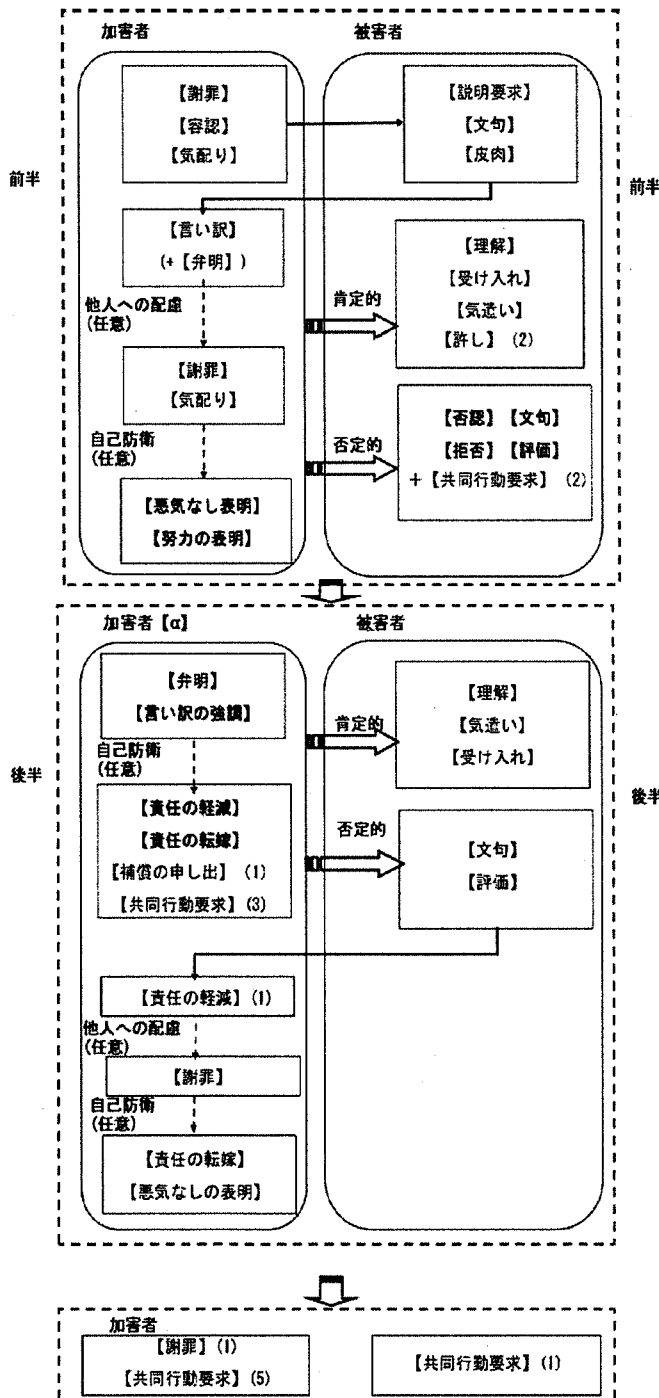 加害者
被害者
【謝罪】
【容認】
【気配り】
【説明要求】
【文句】
【皮肉】
前半
前半
【言い訳】
(+【弁明】)
他人への配慮
(任意)
【謝罪】
【気配り】
自己防衛
(任意)
【悪気なし表明】
【努力の表明】
肯定的
【理解】
【受け入れ】
【気遣い】
【許し】(2)
否定的
【否認】【文句】
【拒否】【評価】
+【共同行動要求】(2)
加害者【α】
被害者
【弁明】
【言い訳の強調】
自己防衛
(任意)
肯定的
【理解】
【気遣い】
【受け入れ】
後半
後半
【責任の軽減】
【責任の転嫁】
【補償の申し出】(1)
【共同行動要求】(3)
否定的
【文句】
【評価】
【責任の軽減】(1)
他人への配慮
(任意)
【謝罪】
自己防衛
(任意)
【責任の転嫁】
【悪気なしの表明】
加害者
【謝罪】(1)
【共同行動要求】(5)
【共同行動要求】(1)